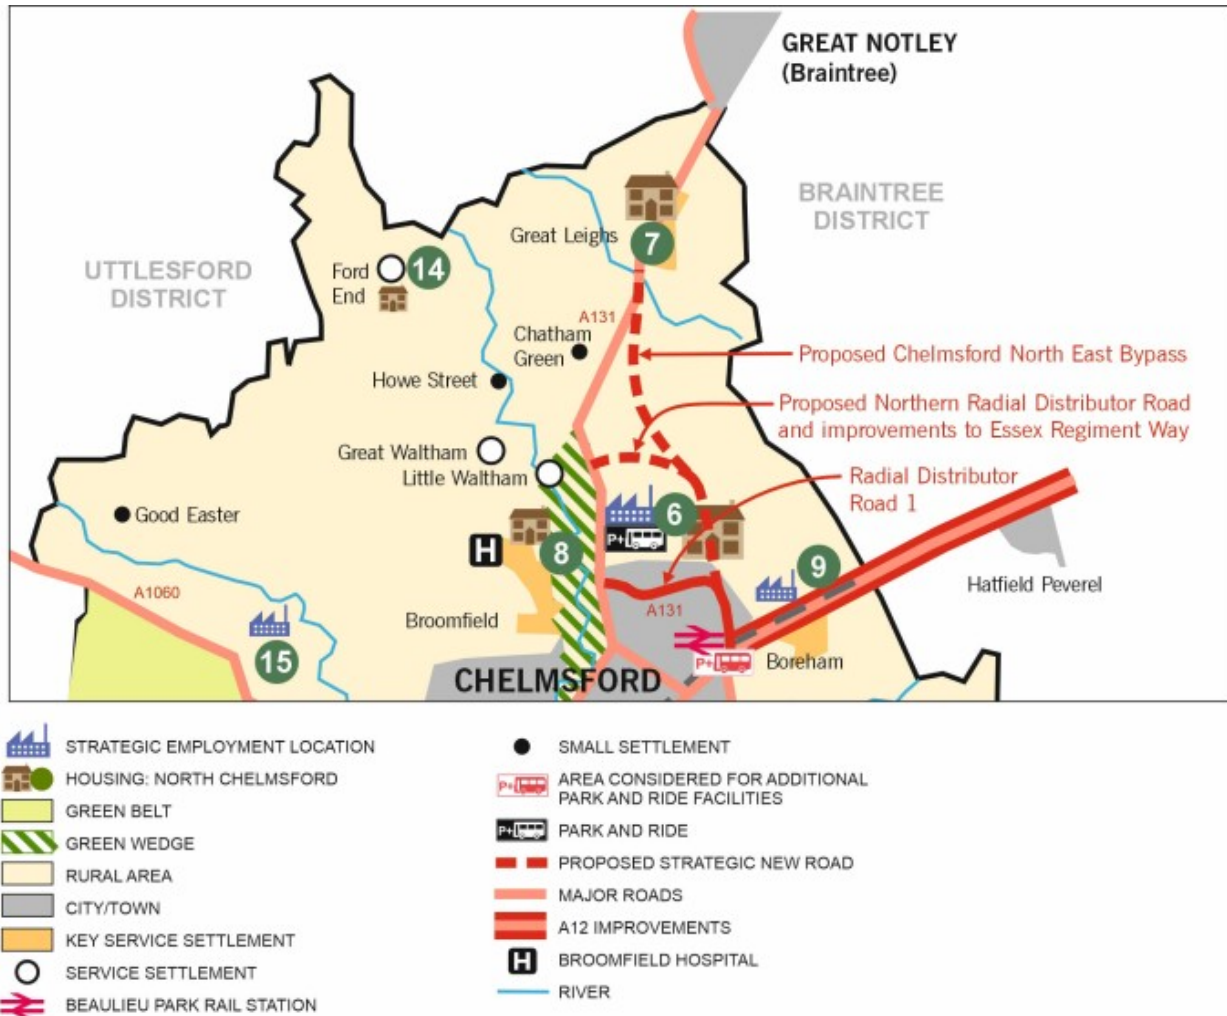 GREAT NOTLEY
(Braintree)
BRAINTREE
DISTRICT
Great Leighs
7
UTTLESFORD
DISTRICT
Ford
End
14
A131
Chatham
Green
Proposed Chelmsford North East Bypass
Howe Street
Proposed Northern Radial Distributor Road
and improvements to Essex Regiment Way
Great Waltham
Little Waltham
Radial Distributor
Road 1
Good Easter
6
P+
H
8
9
Hatfield Peverel
A1060
A131
Broomfield
15
P+
Boreham
CHELMSFORD
STRATEGIC EMPLOYMENT LOCATION
HOUSING: NORTH CHELMSFORD
GREEN BELT
GREEN WEDGE
RURAL AREA
CITY/TOWN
KEY SERVICE SETTLEMENT
SERVICE SETTLEMENT
BEAULIEU PARK RAIL STATION
SMALL SETTLEMENT
P+
AREA CONSIDERED FOR ADDITIONAL
PARK AND RIDE FACILITIES
P+
PARK AND RIDE
PROPOSED STRATEGIC NEW ROAD
MAJOR ROADS
A12 IMPROVEMENTS
H
BROOMFIELD HOSPITAL
RIVER